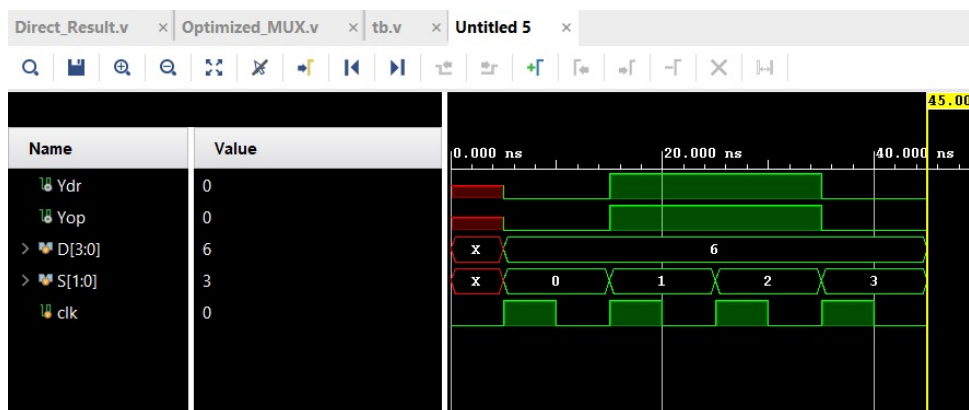 Direct_Result.v × Optimized_MUX.v × tb.v × Untitled 5 ×
45.00
Name Value
0.000 ns 20.000 ns 40.000 ns
Ydr 0
Yop 0
D[3:0] 6 X 6
S[1:0] 3 X 0 1 2 3
clk 0